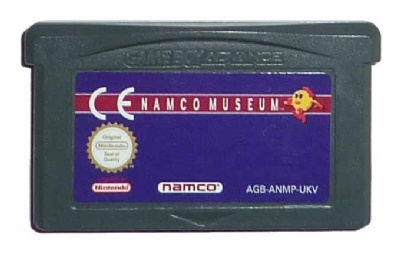 GAME BOY ADVANCE
CE NAMCO MUSEUM
Original
Nintendo
Seal of
Quality
Nintendo
namco
AGB-ANMP-UKV